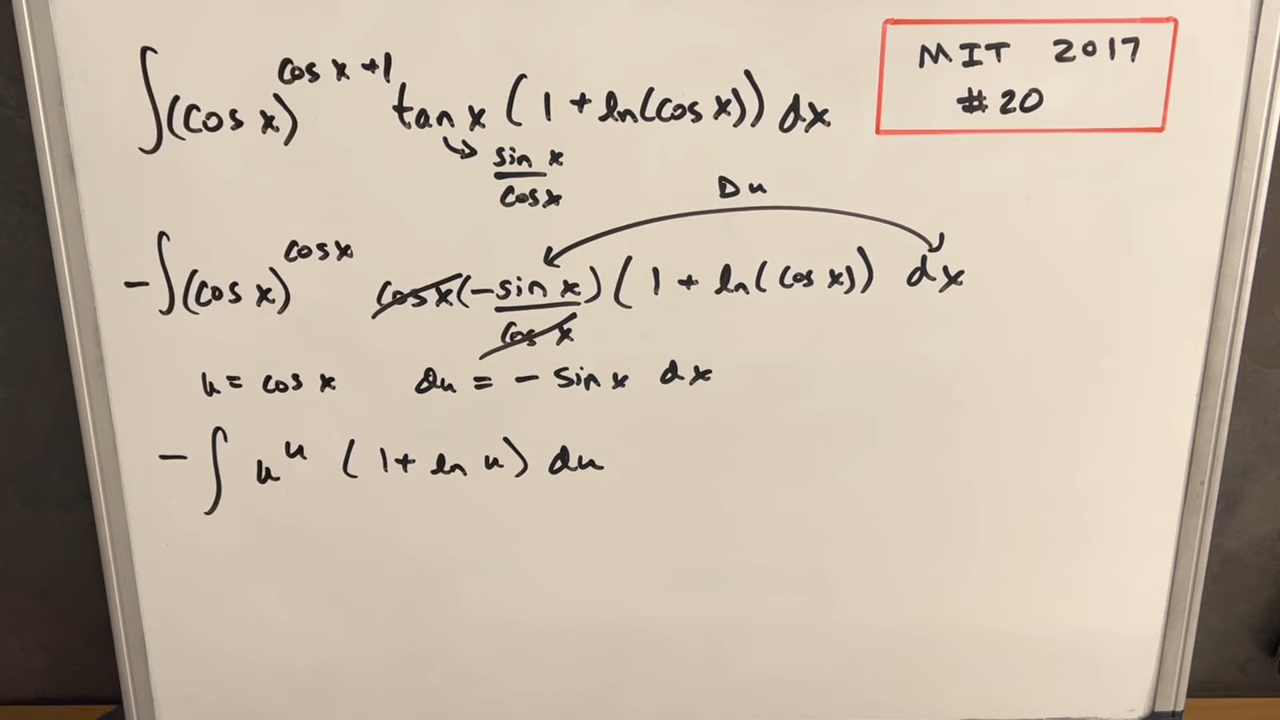 ∫(cos x)^(cos x +1) tan x (1 + ln(cos x)) dx
MIT 2017
#20
sin x
cos x
Du
-∫(cos x)^(cos x) cos x (-sin x / cos x) (1 + ln(cos x)) dx
u = cos x du = - sin x dx
-∫ u^u (1 + ln u) du